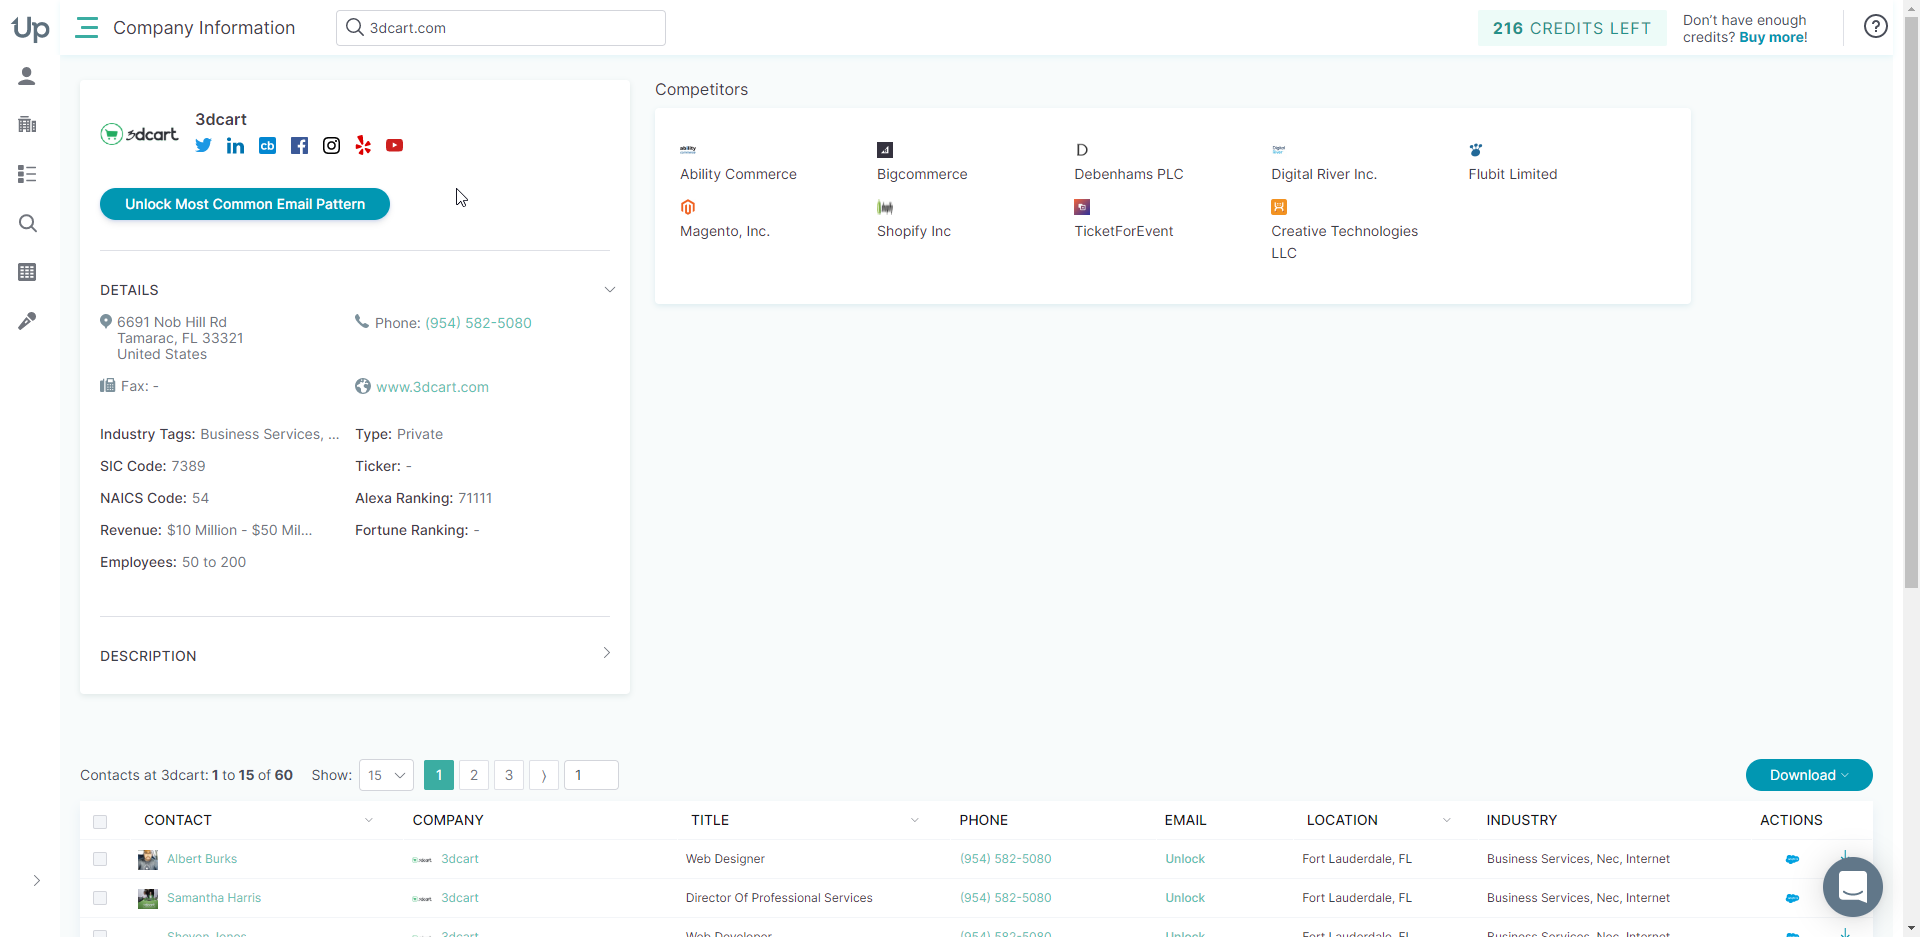 Up
Company Information
3dcart.com
216 CREDITS LEFT
Don't have enough
credits? Buy more!
?
3dcart
3dcart
cb
Unlock Most Common Email Pattern
DETAILS
6691 Nob Hill Rd
Tamarac, FL 33321
United States
Phone: (954) 582-5080
Fax: -
www.3dcart.com
Industry Tags: Business Services, ...
Type: Private
SIC Code: 7389
Ticker: -
NAICS Code: 54
Alexa Ranking: 71111
Revenue: $10 Million - $50 Mil...
Fortune Ranking: -
Employees: 50 to 200
DESCRIPTION
Competitors
Ability Commerce
Bigcommerce
D
Debenhams PLC
Digital River Inc.
Flubit Limited
Magento, Inc.
Shopify Inc
TicketForEvent
Creative Technologies
LLC
Contacts at 3dcart: 1 to 15 of 60 Show: 15 1 2 3 ⟩ 1
Download
CONTACT COMPANY TITLE PHONE EMAIL LOCATION INDUSTRY ACTIONS
Albert Burks 3dcart Web Designer (954) 582-5080 Unlock Fort Lauderdale, FL Business Services, Nec, Internet
Samantha Harris 3dcart Director Of Professional Services (954) 582-5080 Unlock Fort Lauderdale, FL Business Services, Nec, Internet
3dcart Web Developer (954) 582-5080 Unlock Fort Lauderdale, FL Business Services, Nec, Internet